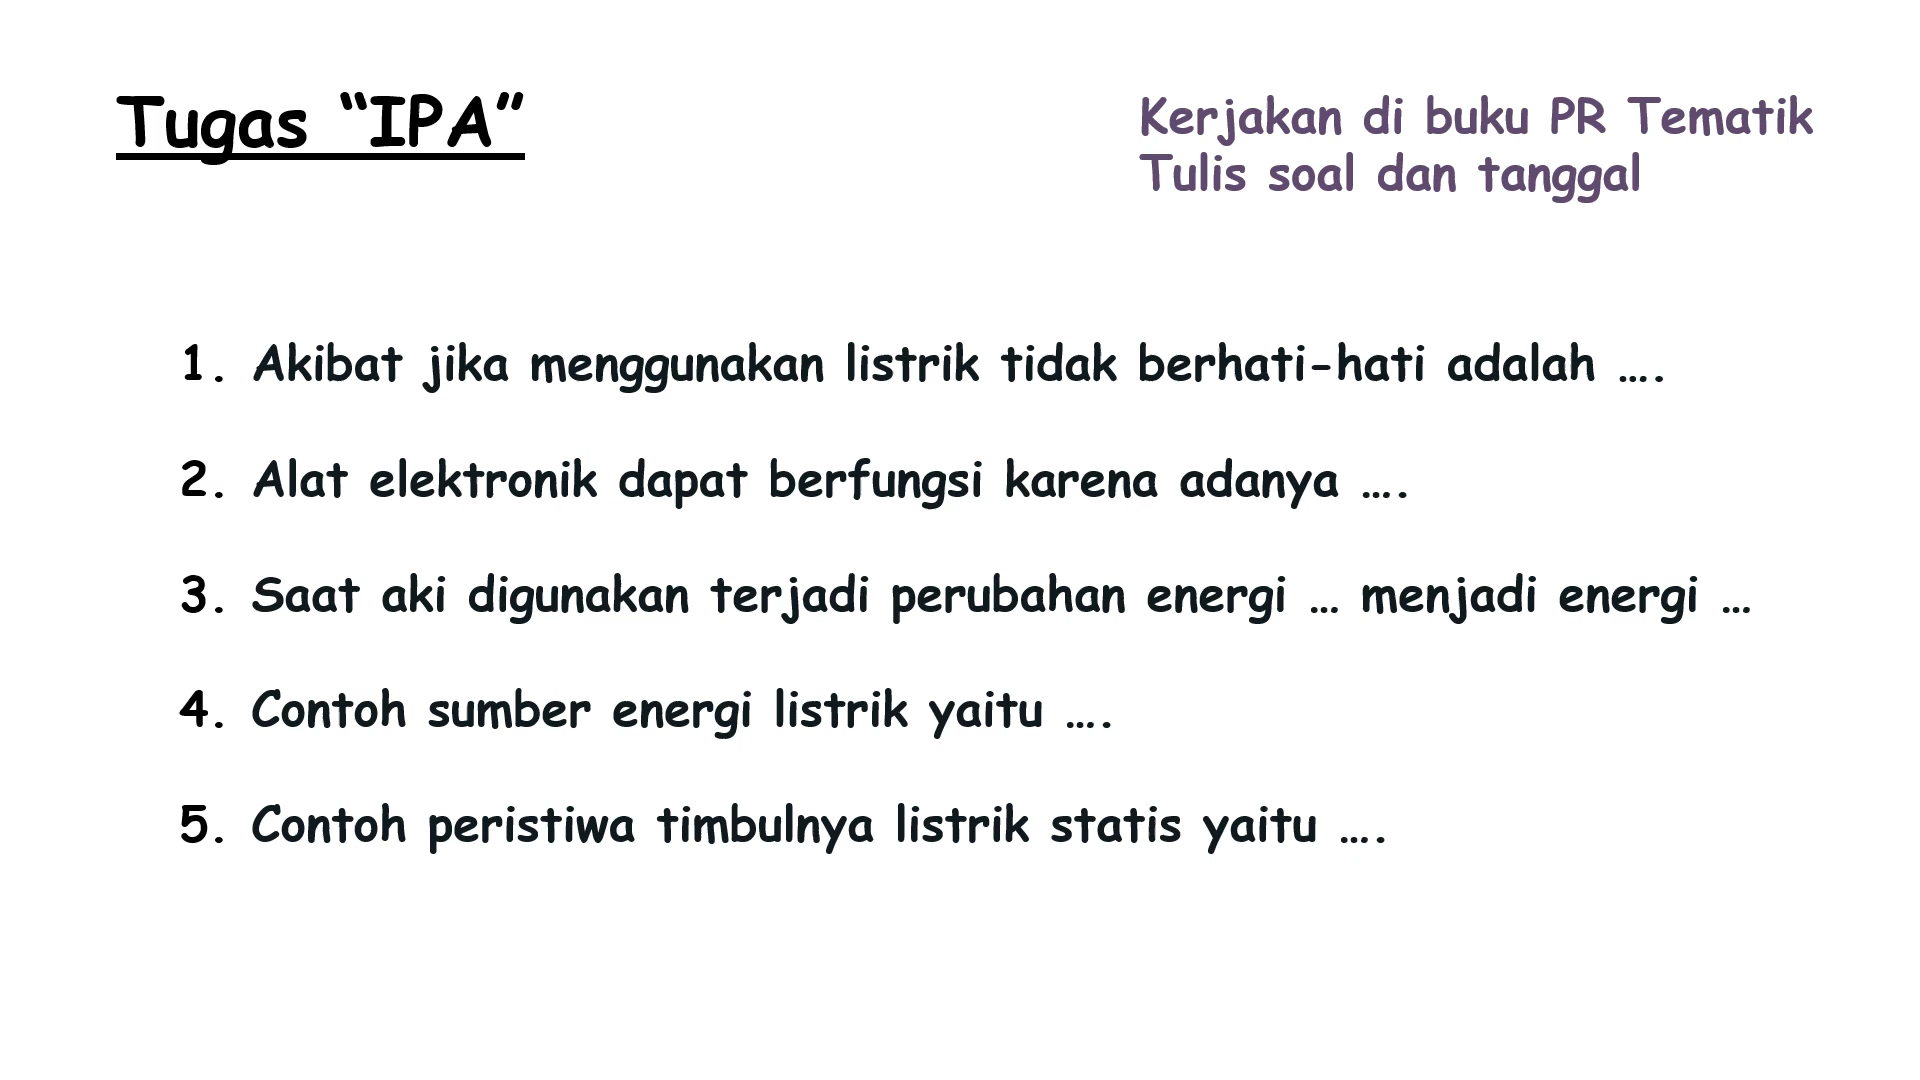 Tugas “IPA”
Kerjakan di buku PR Tematik
Tulis soal dan tanggal
1. Akibat jika menggunakan listrik tidak berhati-hati adalah ….
2. Alat elektronik dapat berfungsi karena adanya ….
3. Saat aki digunakan terjadi perubahan energi … menjadi energi …
4. Contoh sumber energi listrik yaitu ….
5. Contoh peristiwa timbulnya listrik statis yaitu ….